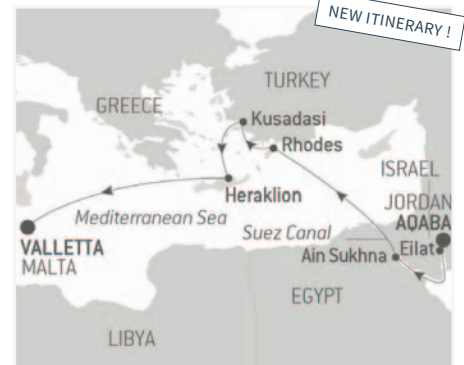 NEW ITINERARY !
TURKEY
GREECE
Kusadasi
Rhodes
ISRAEL
Heraklion
JORDAN
Mediterranean Sea
AQABA
Suez Canal
Eilat
VALLETTA
Ain Sukhna
MALTA
EGYPT
LIBYA